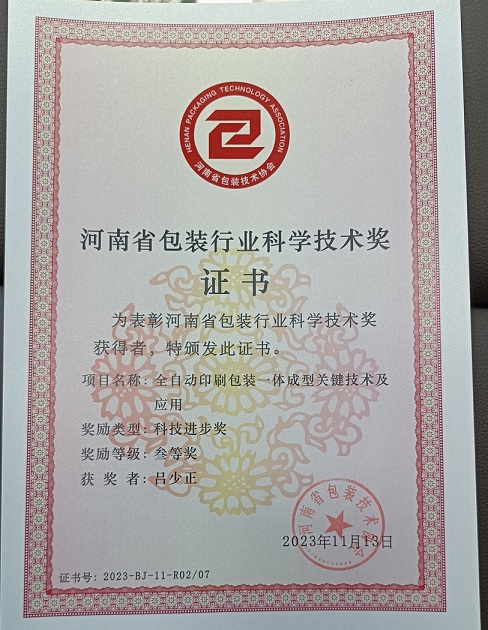 HENAN PACKAGING TECHNOLOGY ASSOCIATION
河南省包装技术协会
河南省包装行业科学技术奖
证书
为表彰河南省包装行业科学技术奖
获得者，特颁发此证书。
项目名称：全自动印刷包装一体成型关键技术及
应用
奖励类型：科技进步奖
奖励等级：叁等奖
获 奖 者：吕少正
河南省包装技术协会
2023年11月13日
证书号：2023-BJ-11-R02/07